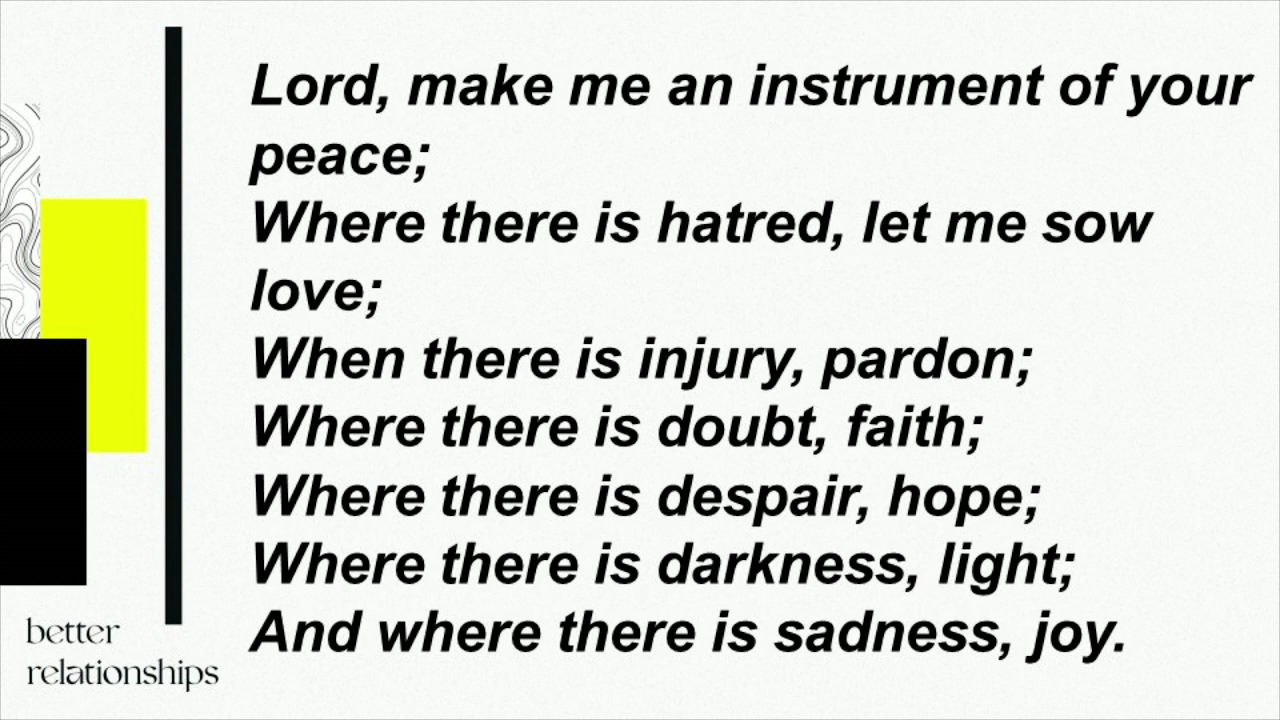 Lord, make me an instrument of your
peace;
Where there is hatred, let me sow
love;
When there is injury, pardon;
Where there is doubt, faith;
Where there is despair, hope;
Where there is darkness, light;
And where there is sadness, joy.
better
relationships